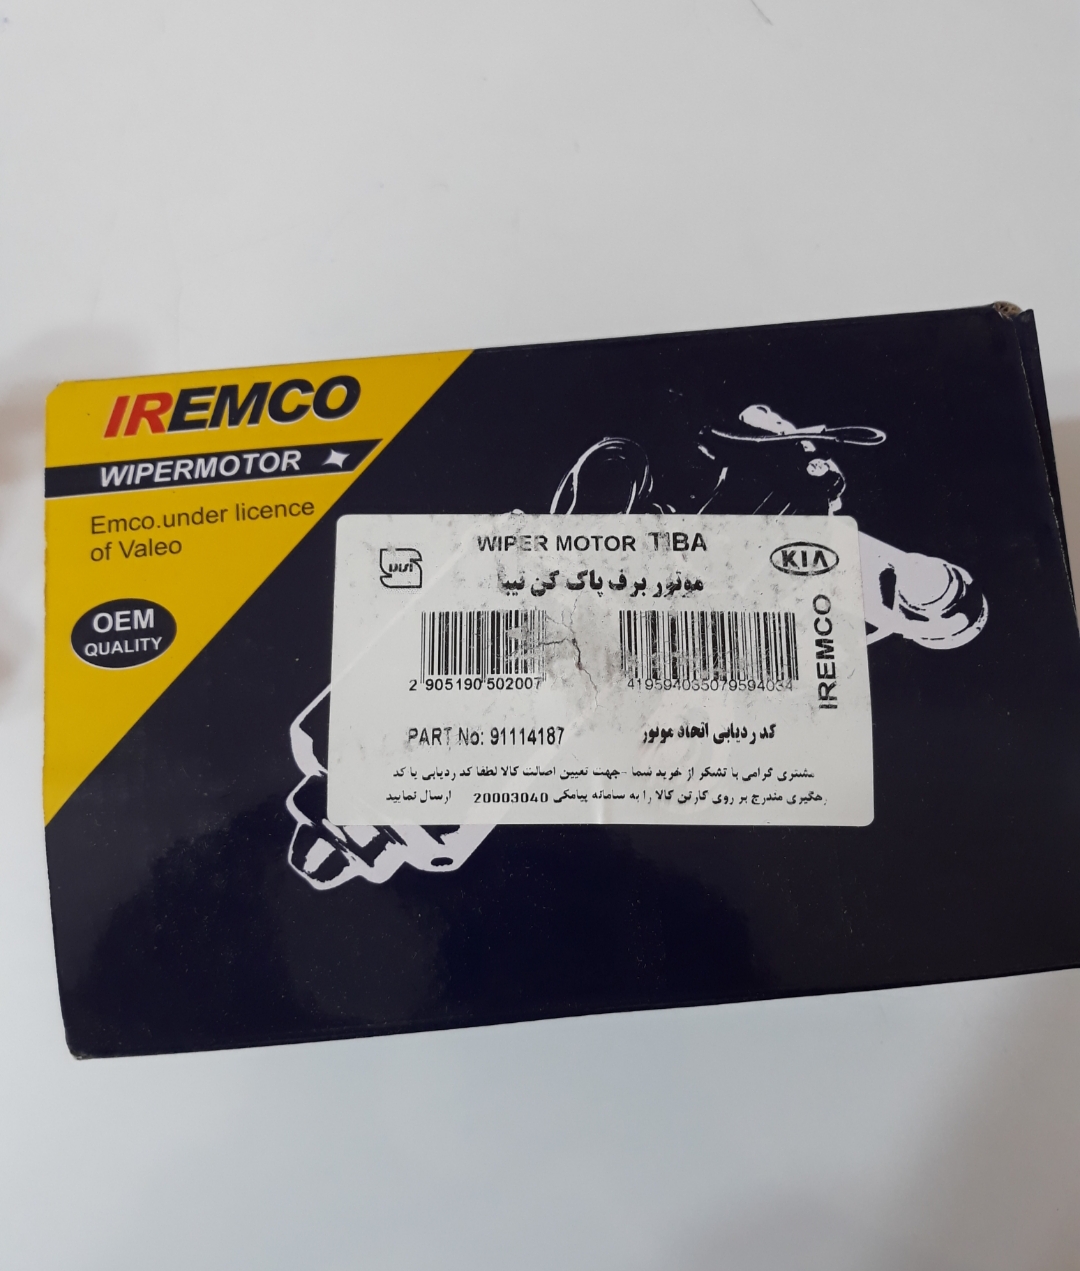 IREMCO
WIPERMOTOR
Emco.under licence
of Valeo
OEM
QUALITY
WIPER MOTOR TIBA
KIA
موتور برف پاک کن تیبا
2 905190 502007
419594035079594034
IREMCO
PART No: 91114187
کد ردیابی اتحاد موتور
مشتری گرامی با تشکر از خرید شما -جهت تعیین اصالت کالا لطفا کد ردیابی یا کد
رهگیری مندرج بر روی کارتن کالا را به سامانه پیامکی 20003040 ارسال نمایید